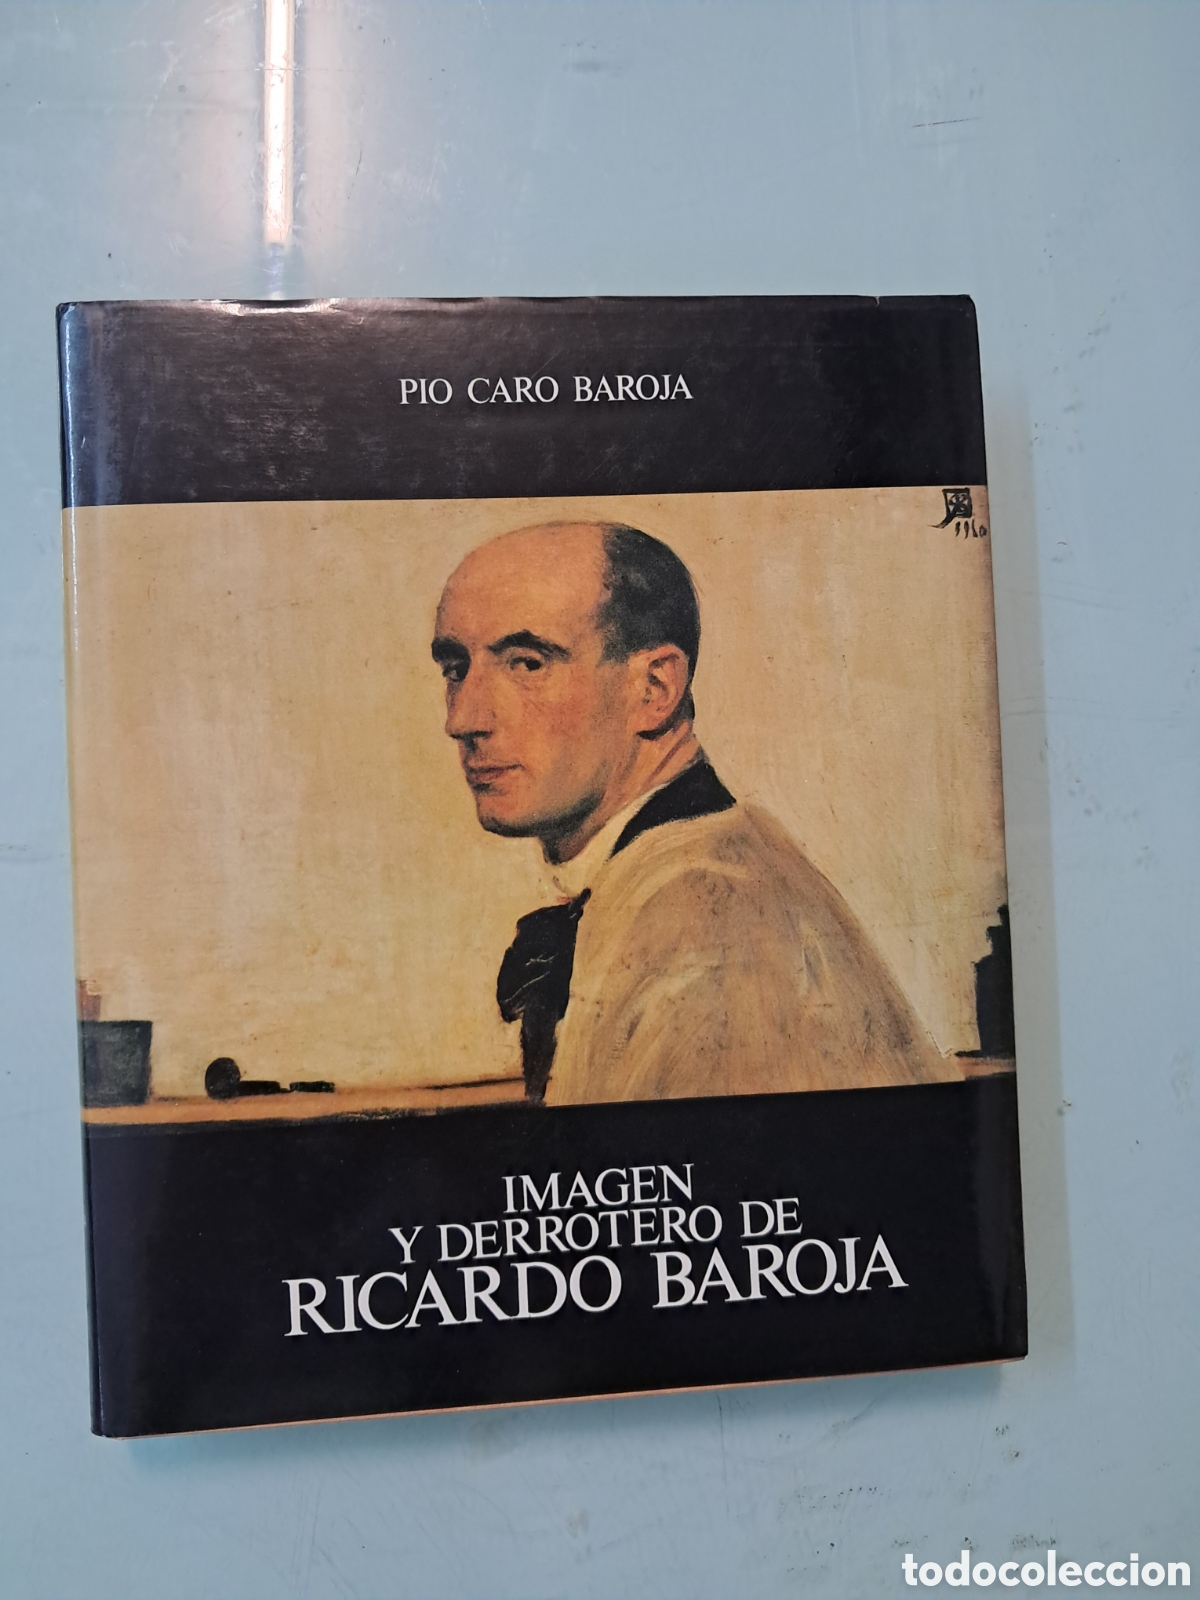 PIO CARO BAROJA
IMAGEN
Y DERROTERO DE
RICARDO BAROJA
todocoleccion